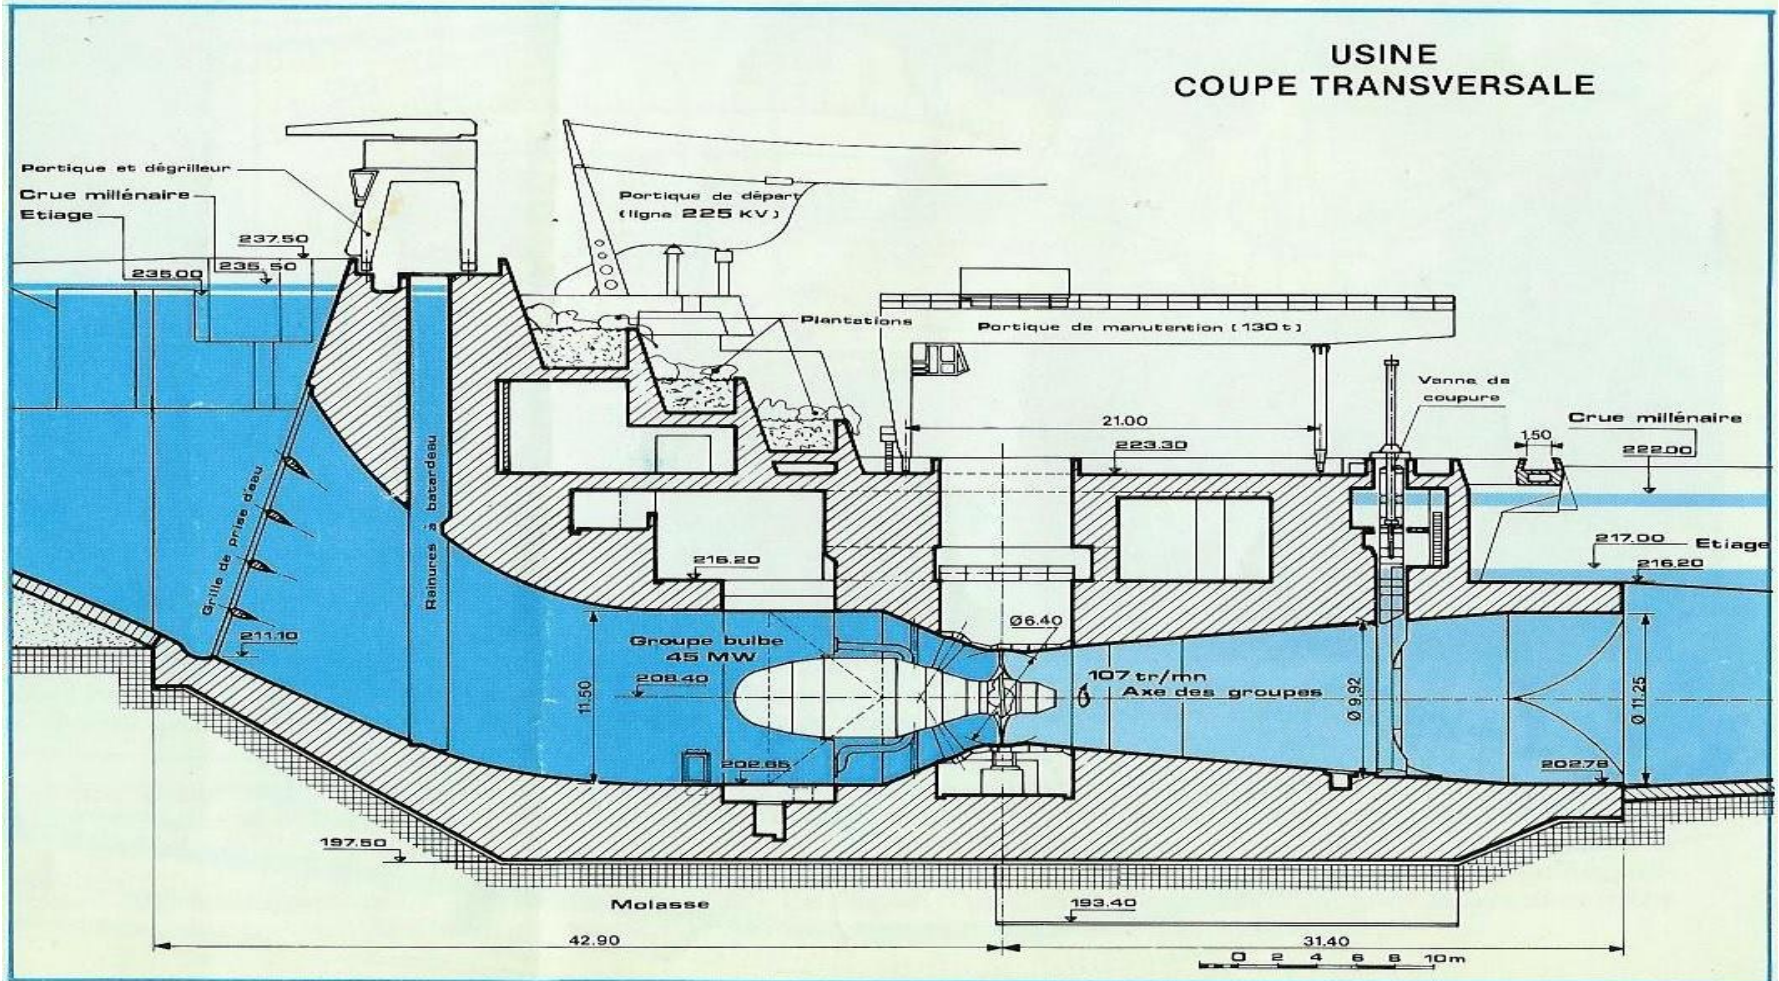 USINE
COUPE TRANSVERSALE
Portique et dégrilleur
Crue millénaire
Etiage
237.50
235.50
235.00
Portique de départ
(ligne 225 KV)
Plantations
Portique de manutention (130t)
Vanne de
coupure
21.00
223.30
1.50
Crue millénaire
222.00
217.00
Etiage
216.20
Grille de prise d'eau
Rainures à batardeau
216.20
211.10
Groupe bulbe
45 MW
208.40
11.50
Ø6.40
107 tr/mn
Axe des groupes
Ø 9,92
Ø 11.25
202.65
202.78
197.50
Molasse
193.40
42.90
31.40
0 2 4 6 8 10m